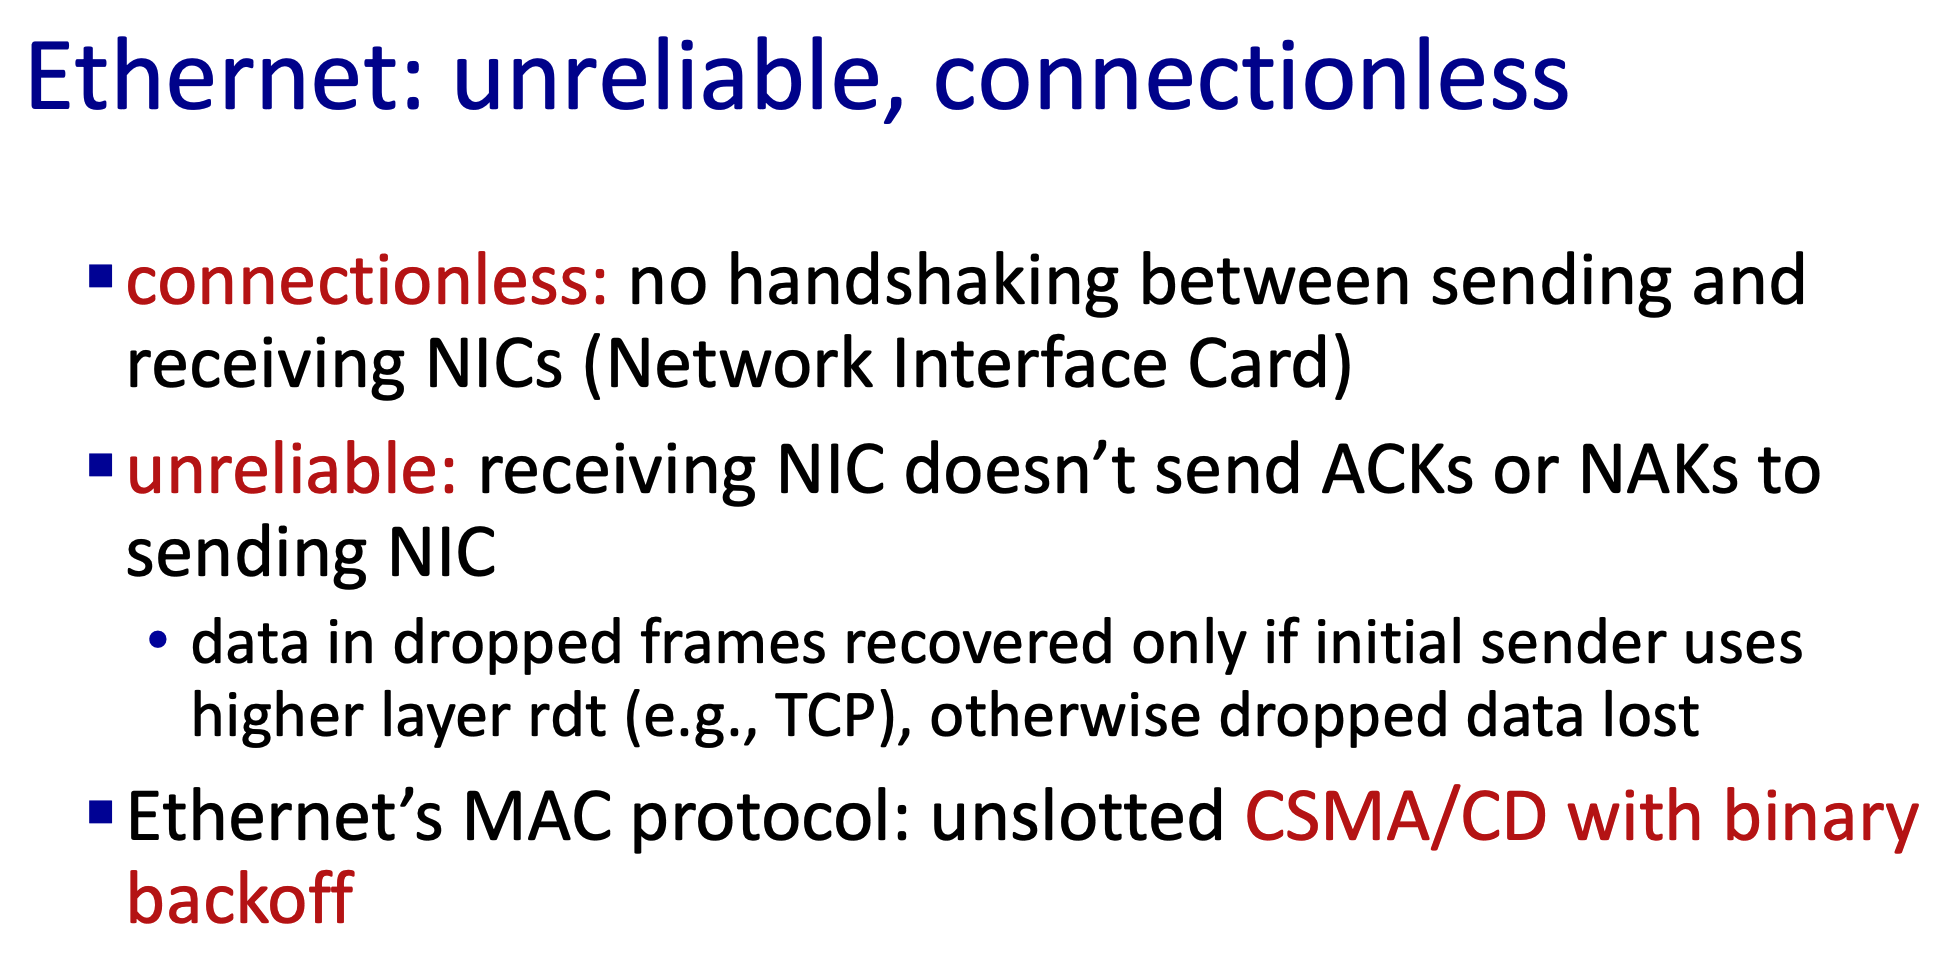 Ethernet: unreliable, connectionless
▪ connectionless: no handshaking between sending and
receiving NICs (Network Interface Card)
▪ unreliable: receiving NIC doesn’t send ACKs or NAKs to
sending NIC
• data in dropped frames recovered only if initial sender uses
higher layer rdt (e.g., TCP), otherwise dropped data lost
▪ Ethernet’s MAC protocol: unslotted CSMA/CD with binary
backoff